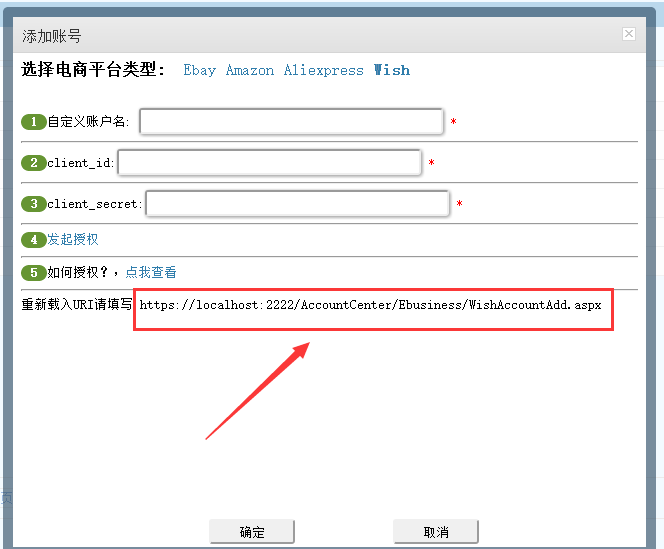 添加账号
选择电商平台类型: Ebay Amazon Aliexpress Wish
1 自定义账户名: *
2 client_id: *
3 client_secret: *
4 发起授权
5 如何授权?,点我查看
重新载入URI请填写 https://localhost:2222/AccountCenter/Ebusiness/WishAccountAdd.aspx
页
确定 取消